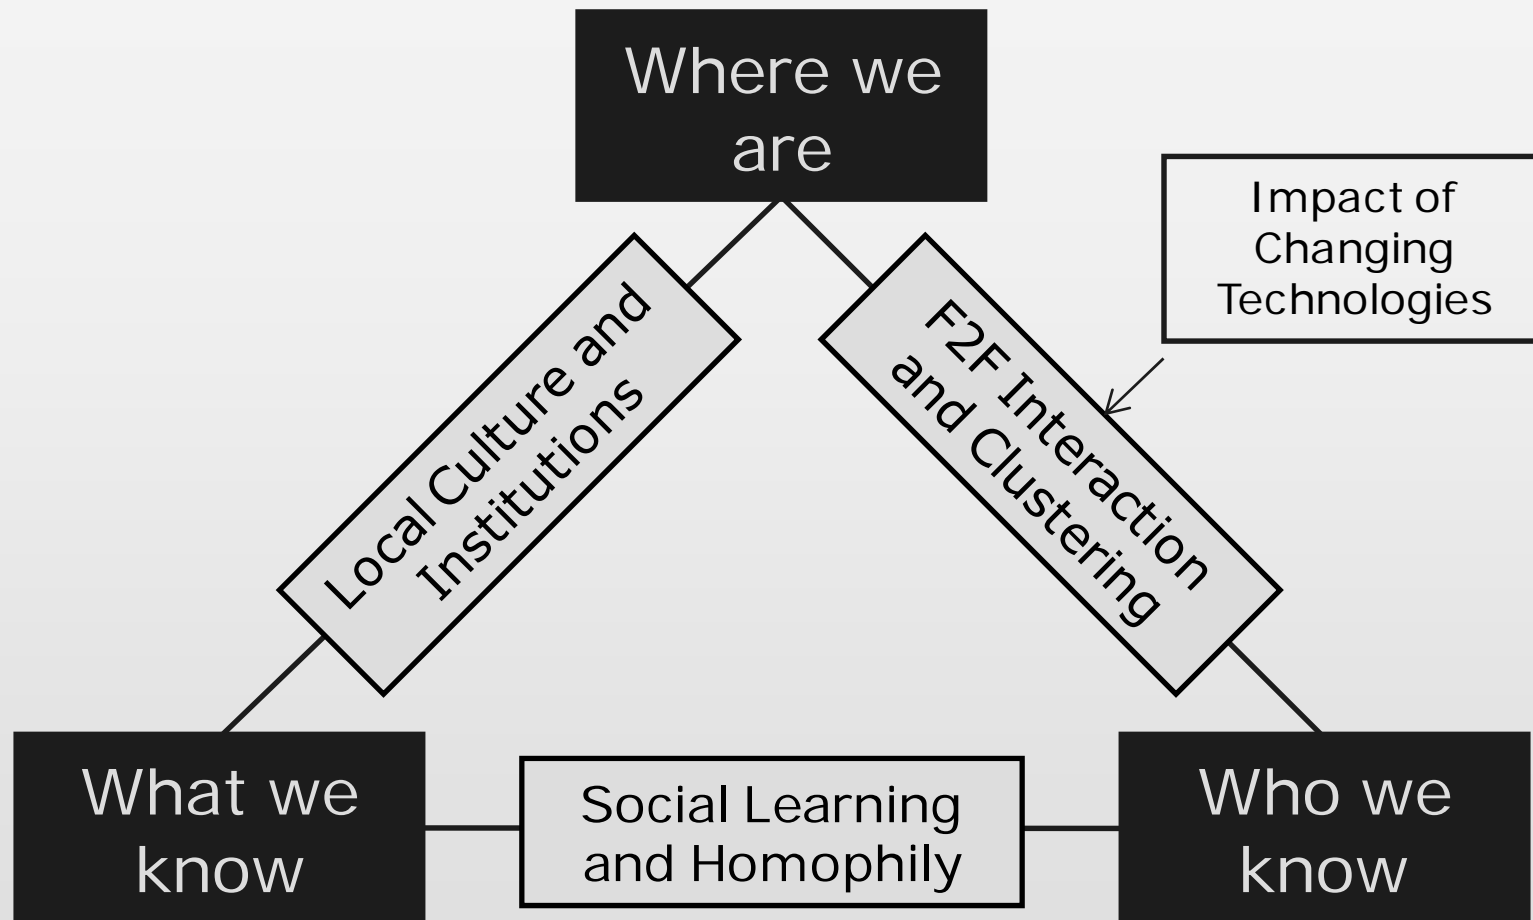 Where we
are
Impact of
Changing
Technologies
Local Culture and
Institutions
F2F Interaction
and Clustering
What we
know
Social Learning
and Homophily
Who we
know